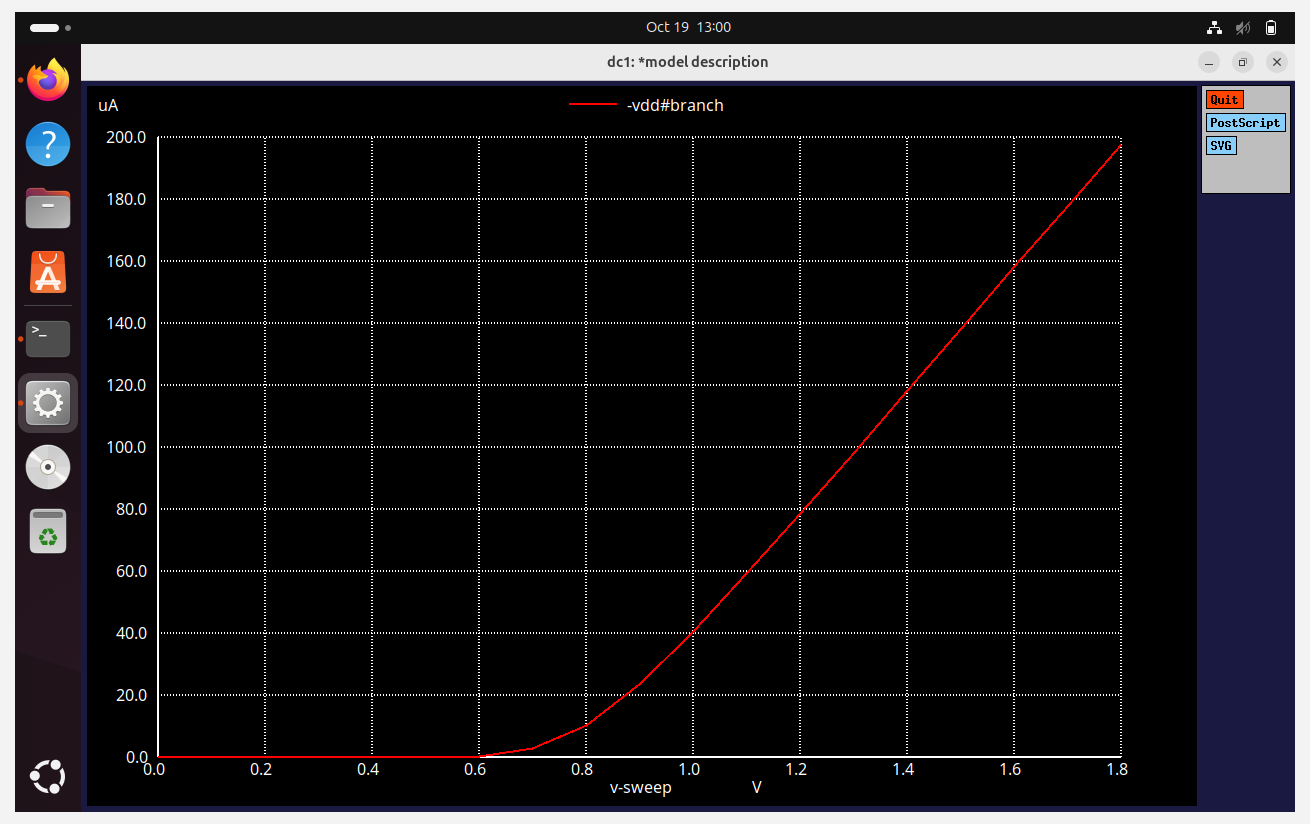 Oct 19 13:00
dc1: *model description
uA
-vdd#branch
Quit
PostScript
SVG
200.0
180.0
160.0
140.0
120.0
100.0
80.0
60.0
40.0
20.0
0.0
0.0 0.2 0.4 0.6 0.8 1.0 1.2 1.4 1.6 1.8
v-sweep V
?
A
>_